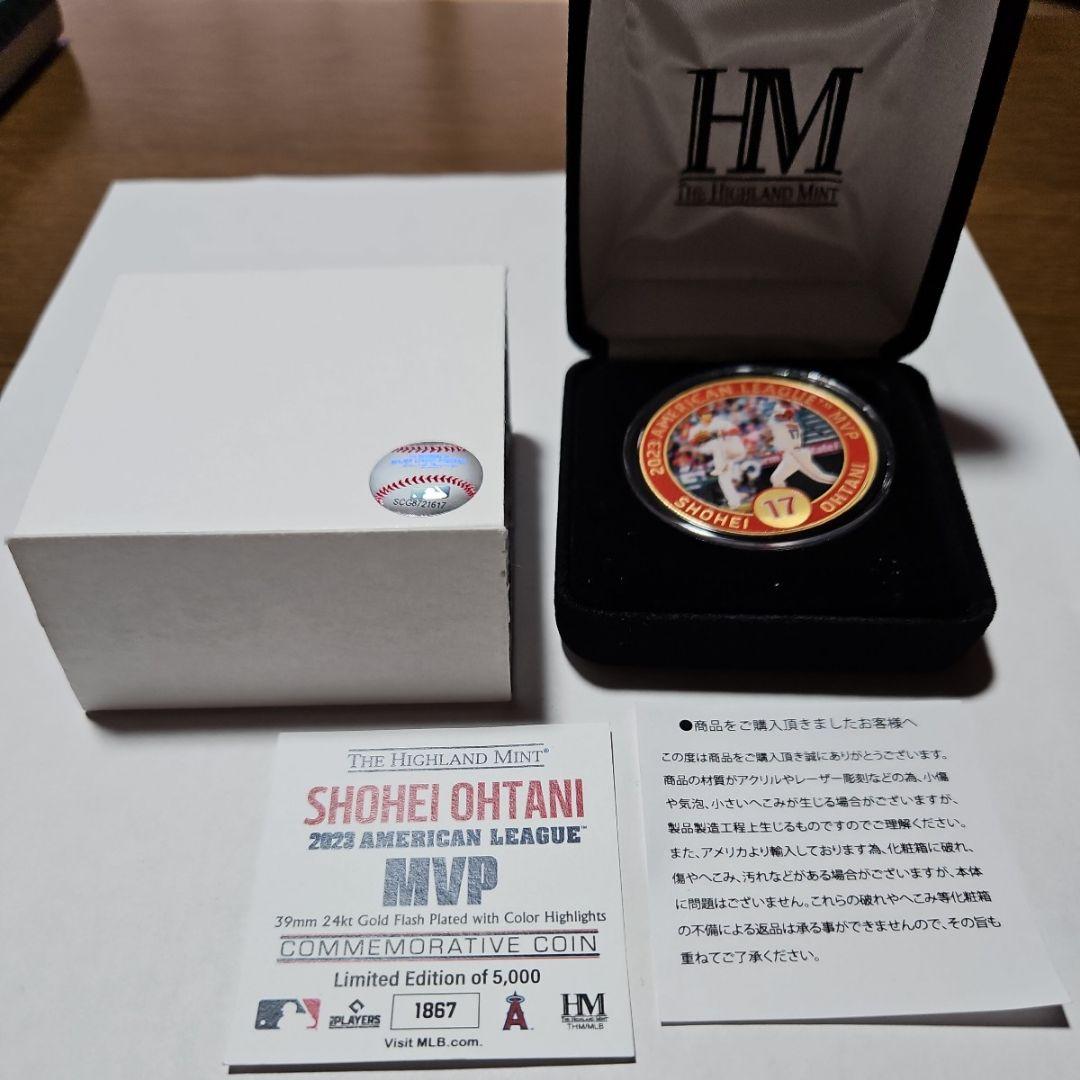 HM
THE HIGHLAND MINT
2023 AMERICAN LEAGUE™ MVP
SHOHEI 17 OHTANI
SCG8721617
THE HIGHLAND MINT®
SHOHEI OHTANI
2023 AMERICAN LEAGUE™
MVP
39mm 24kt Gold Flash Plated with Color Highlights
COMMEMORATIVE COIN
Limited Edition of 5,000
PLAYERS 1867 A HM
THE HIGHLAND MINT
THM/MLB
Visit MLB.com.
●商品をご購入頂きましたお客様へ
この度は商品をご購入頂き誠にありがとうございます。
商品の材質がアクリルやレーザー彫刻などの為、小傷
や気泡、小さいへこみが生じる場合がございますが、
製品製造工程上生じるものですのでご理解ください。
また、アメリカより輸入しております為、化粧箱に破れ、
傷やへこみ、汚れなどがある場合がございますが、本体
に問題はございません。これらの破れやへこみ等化粧箱
の不備による返品は承る事ができませんので、その旨も
重ねてご了承ください。